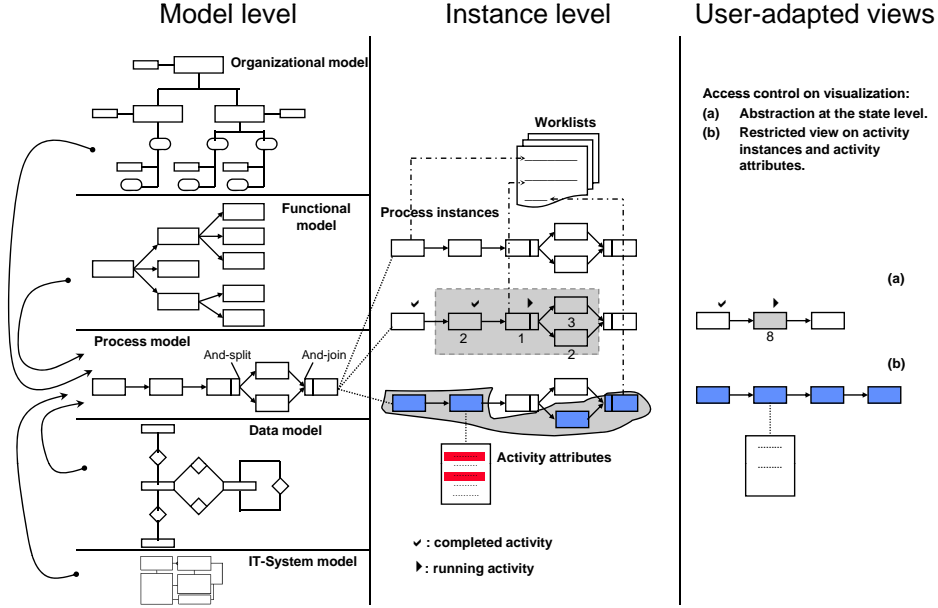 Model level
Instance level
User-adapted views
Organizational model
Functional
model
Process model
And-split
And-join
Data model
IT-System model
Worklists
Process instances
2
1
3
2
Activity attributes
: completed activity
: running activity
Access control on visualization:
(a) Abstraction at the state level.
(b) Restricted view on activity
instances and activity
attributes.
(a)
8
(b)